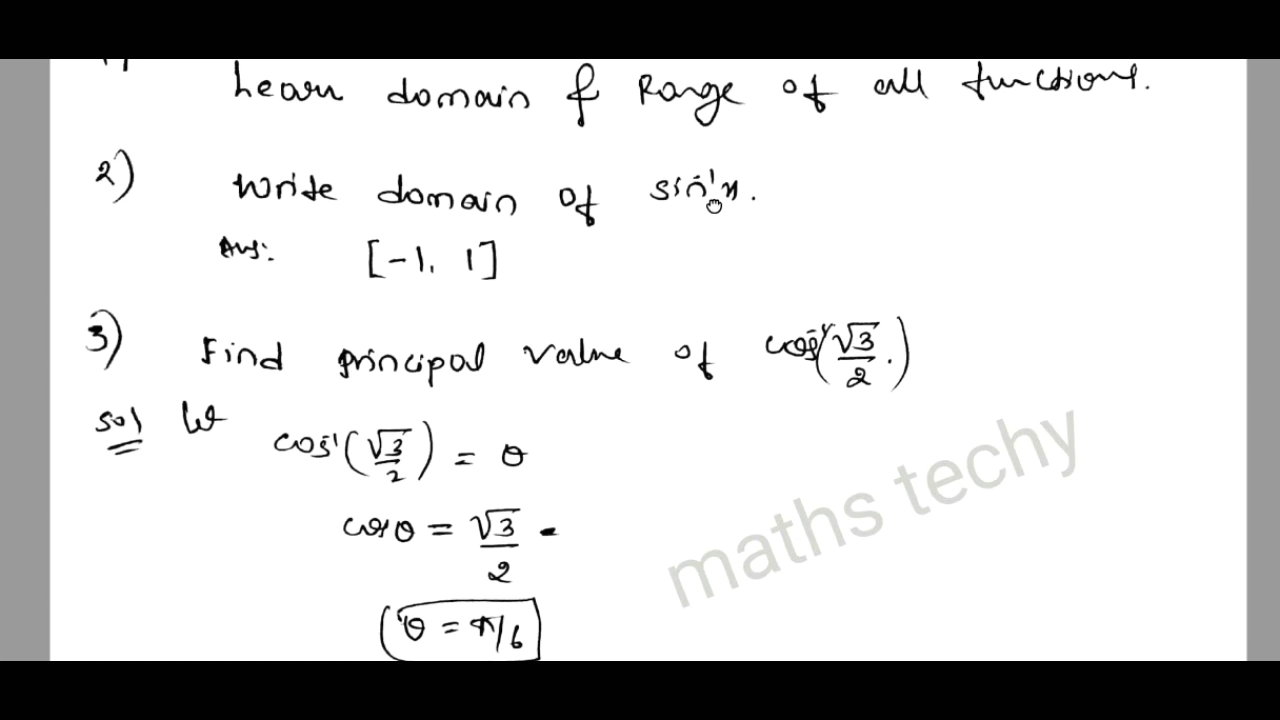 Learn domain & Range of all functions.
2) Write domain of sin⁻¹x.
Ans: [-1, 1]
3) Find principal value of cos⁻¹(√3/2.)
Sol let
cos⁻¹(√3/2) = θ
cos θ = √3/2
θ = π/6
maths techy